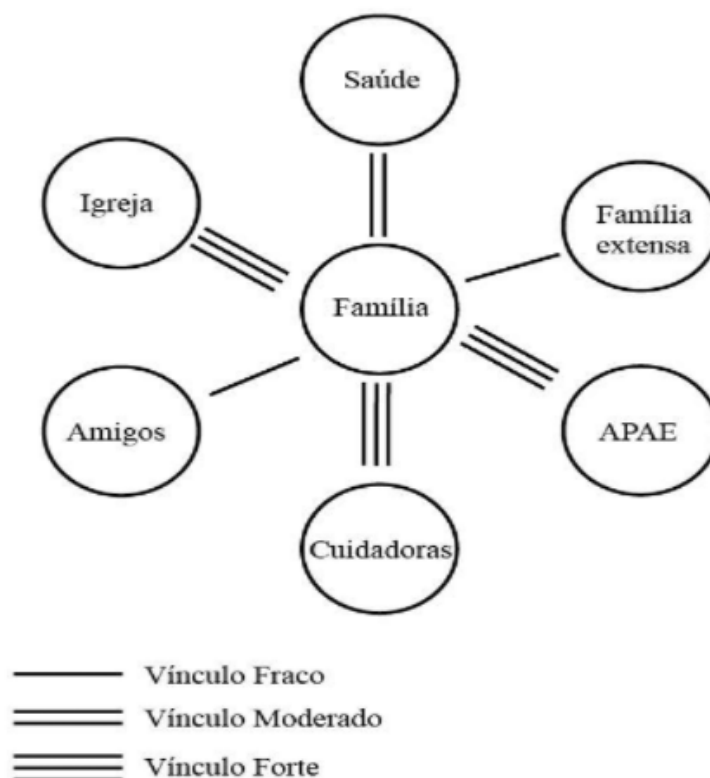 Saúde
Igreja
Família
extensa
Família
Amigos
APAE
Cuidadoras
Vínculo Fraco
Vínculo Moderado
Vínculo Forte